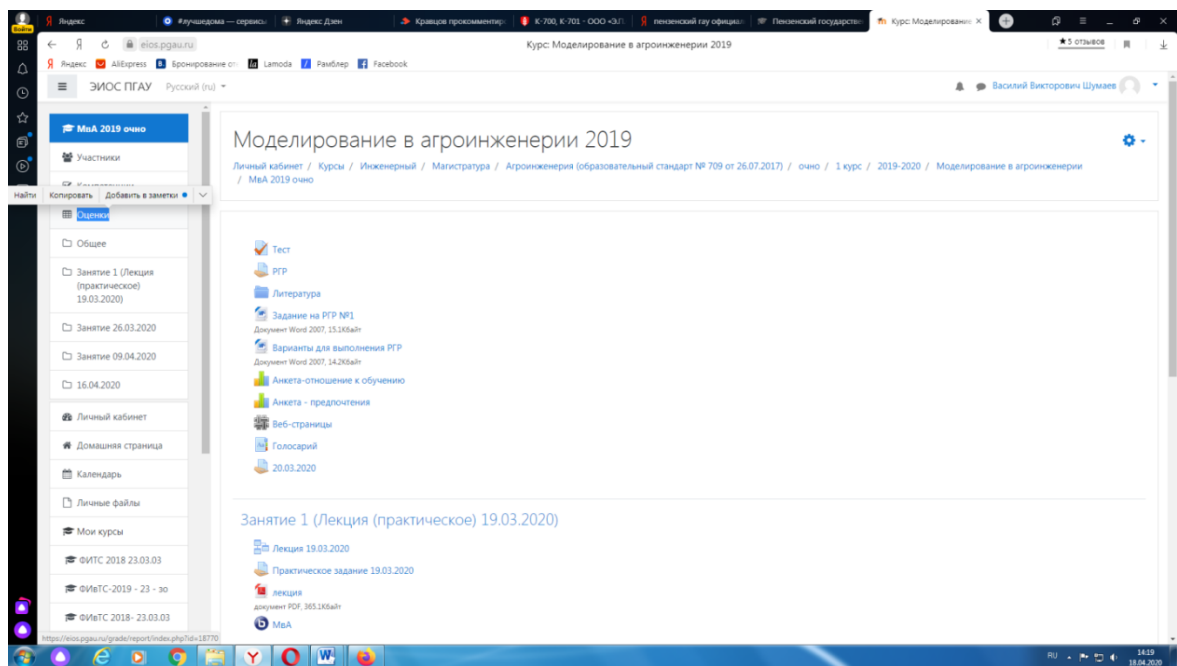 Войти
Яндекс
#лучшедома — сервисы
Яндекс Дзен
Кравцов прокомментиро
К-700, К-701 - ООО «ЭЛ
пензенский гау официал
Пензенский государстве
Курс: Моделирование
eios.pgau.ru
Курс: Моделирование в агроинженерии 2019
★ 5 отзывов
Яндекс
AliExpress
Бронирование от
Lamoda
Рамблер
Facebook
ЭИОС ПГАУ
Русский (ru)
Василий Викторович Шумаев
МвА 2019 очно
Участники
Найти
Копировать
Добавить в заметки
Оценки
Общее
Занятие 1 (Лекция
(практическое)
19.03.2020)
Занятие 26.03.2020
Занятие 09.04.2020
16.04.2020
Личный кабинет
Домашняя страница
Календарь
Личные файлы
Мои курсы
ФИТС 2018 23.03.03
ФИвТС-2019 - 23 - зо
ФИвТС 2018- 23.03.03
https://eios.pgau.ru/grade/report/index.php?id=18770
Моделирование в агроинженерии 2019
Личный кабинет / Курсы / Инженерный / Магистратура / Агроинженерия (образовательный стандарт № 709 от 26.07.2017) / очно / 1 курс / 2019-2020 / Моделирование в агроинженерии
/ МвА 2019 очно
Тест
РГР
Литература
Задание на РГР №1
Документ Word 2007, 15.1Кбайт
Варианты для выполнения РГР
Документ Word 2007, 14.2Кбайт
Анкета-отношение к обучению
Анкета - предпочтения
Веб-страницы
Голосарий
20.03.2020
Занятие 1 (Лекция (практическое) 19.03.2020)
Лекция 19.03.2020
Практическое задание 19.03.2020
лекция
документ PDF, 365.1Кбайт
МвА
RU
14:19
18.04.2020